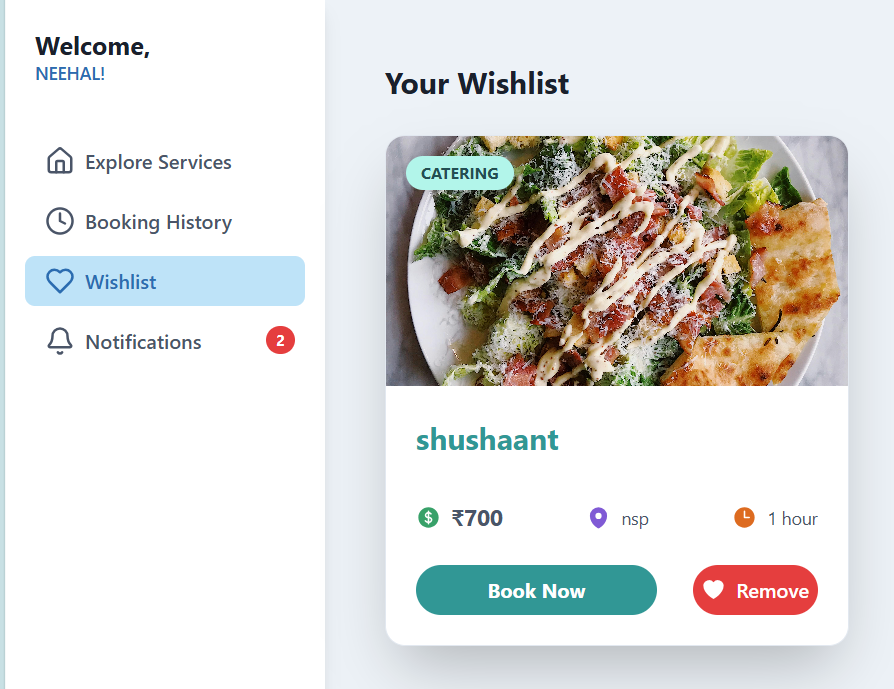 Welcome,
NEEHAL!
Explore Services
Booking History
Wishlist
Notifications 2
Your Wishlist
CATERING
shushaant
$ ₹700 nsp 1 hour
Book Now Remove